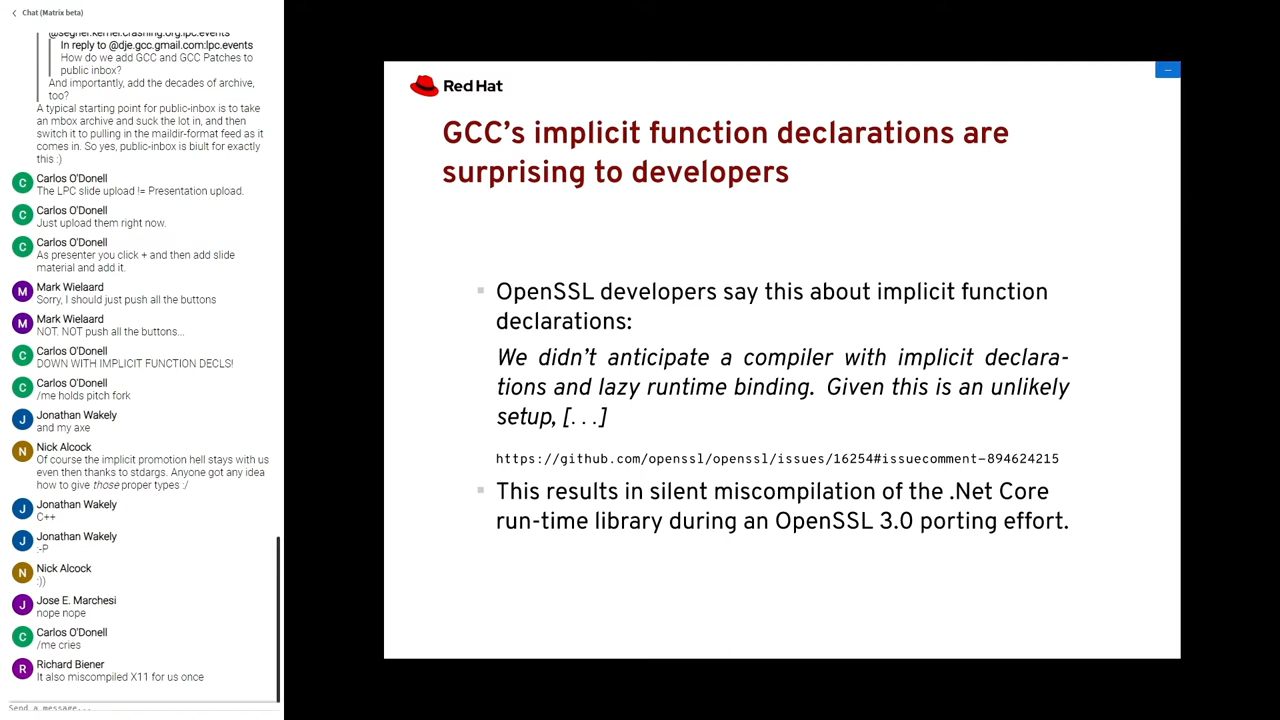 Chat (Matrix beta)
@segher.kernel.crashing.org:lpc.events
In reply to @dje.gcc.gmail.com:lpc.events
How do we add GCC and GCC Patches to
public inbox?
And importantly, add the decades of archive,
too?
A typical starting point for public-inbox is to take
an mbox archive and suck the lot in, and then
switch it to pulling in the maildir-format feed as it
comes in. So yes, public-inbox is biult for exactly
this :)
C
Carlos O'Donell
The LPC slide upload != Presentation upload.
C
Carlos O'Donell
Just upload them right now.
C
Carlos O'Donell
As presenter you click + and then add slide
material and add it.
M
Mark Wielaard
Sorry, I should just push all the buttons
M
Mark Wielaard
NOT. NOT push all the buttons...
C
Carlos O'Donell
DOWN WITH IMPLICIT FUNCTION DECLS!
C
Carlos O'Donell
/me holds pitch fork
J
Jonathan Wakely
and my axe
N
Nick Alcock
Of course the implicit promotion hell stays with us
even then thanks to stdargs. Anyone got any idea
how to give those proper types :/
J
Jonathan Wakely
C++
J
Jonathan Wakely
:-P
N
Nick Alcock
:))
J
Jose E. Marchesi
nope nope
C
Carlos O'Donell
/me cries
R
Richard Biener
It also miscompiled X11 for us once
Send a message...
Red Hat
GCC’s implicit function declarations are
surprising to developers
OpenSSL developers say this about implicit function
declarations:
We didn’t anticipate a compiler with implicit declara-
tions and lazy runtime binding. Given this is an unlikely
setup, [. . .]
https://github.com/openssl/openssl/issues/16254#issuecomment-894624215
This results in silent miscompilation of the .Net Core
run-time library during an OpenSSL 3.0 porting effort.